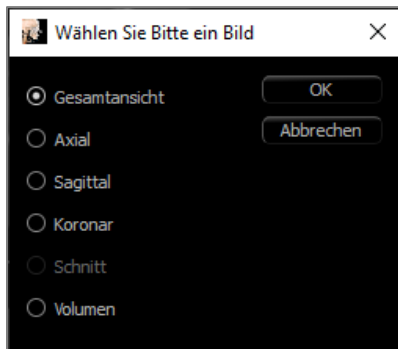 Wählen Sie Bitte ein Bild
Gesamtansicht
OK
Axial
Abbrechen
Sagittal
Koronar
Schnitt
Volumen